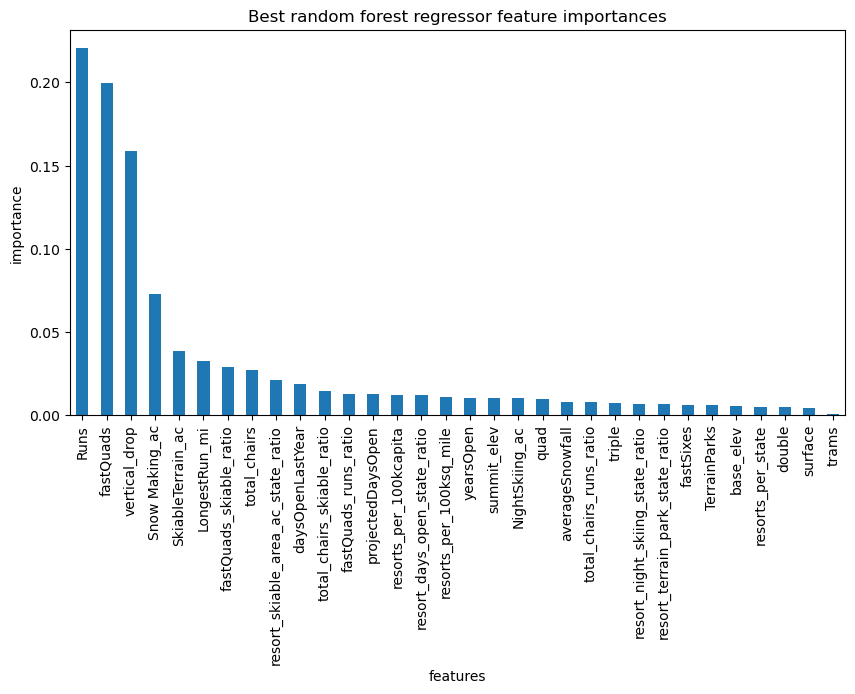 Best random forest regressor feature importances
importance
0.20
0.15
0.10
0.05
0.00
Runs
fastQuads
vertical_drop
Snow Making_ac
SkiableTerrain_ac
LongestRun_mi
fastQuads_skiable_ratio
total_chairs
resort_skiable_area_ac_state_ratio
daysOpenLastYear
total_chairs_skiable_ratio
fastQuads_runs_ratio
projectedDaysOpen
resorts_per_100kcapita
resort_days_open_state_ratio
resorts_per_100ksq_mile
yearsOpen
summit_elev
NightSkiing_ac
quad
averageSnowfall
total_chairs_runs_ratio
triple
resort_night_skiing_state_ratio
resort_terrain_park_state_ratio
fastSixes
TerrainParks
base_elev
resorts_per_state
double
surface
trams
features